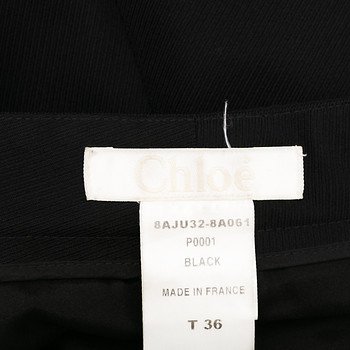 Chloé
8AJU32-8A061
P0001
BLACK
MADE IN FRANCE
T 36